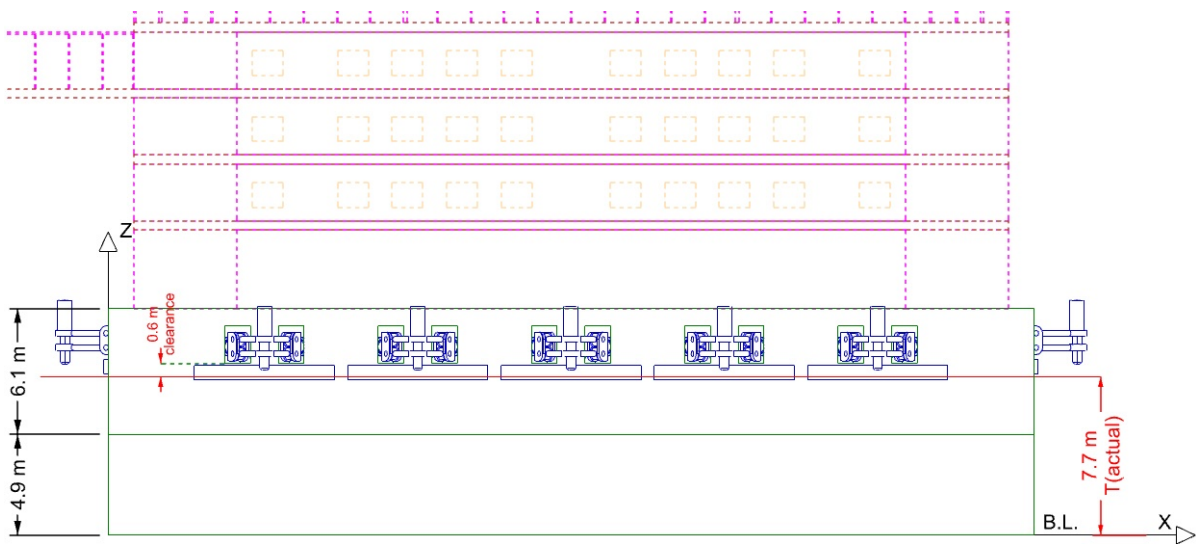 Z
0.6 m
clearance
6.1 m
4.9 m
7.7 m
T(actual)
B.L.
X